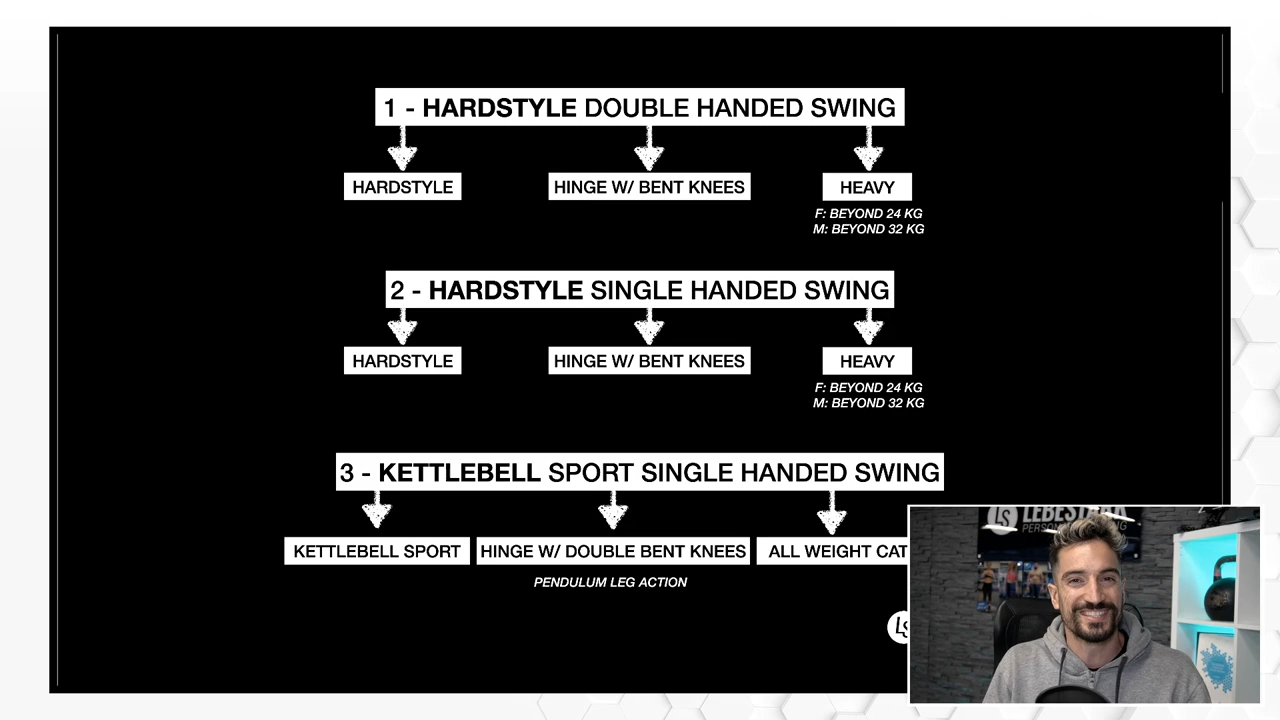 1 - HARDSTYLE DOUBLE HANDED SWING
HARDSTYLE HINGE W/ BENT KNEES HEAVY
F: BEYOND 24 KG
M: BEYOND 32 KG
2 - HARDSTYLE SINGLE HANDED SWING
HARDSTYLE HINGE W/ BENT KNEES HEAVY
F: BEYOND 24 KG
M: BEYOND 32 KG
3 - KETTLEBELL SPORT SINGLE HANDED SWING
KETTLEBELL SPORT HINGE W/ DOUBLE BENT KNEES ALL WEIGHT CAT
PENDULUM LEG ACTION
LS